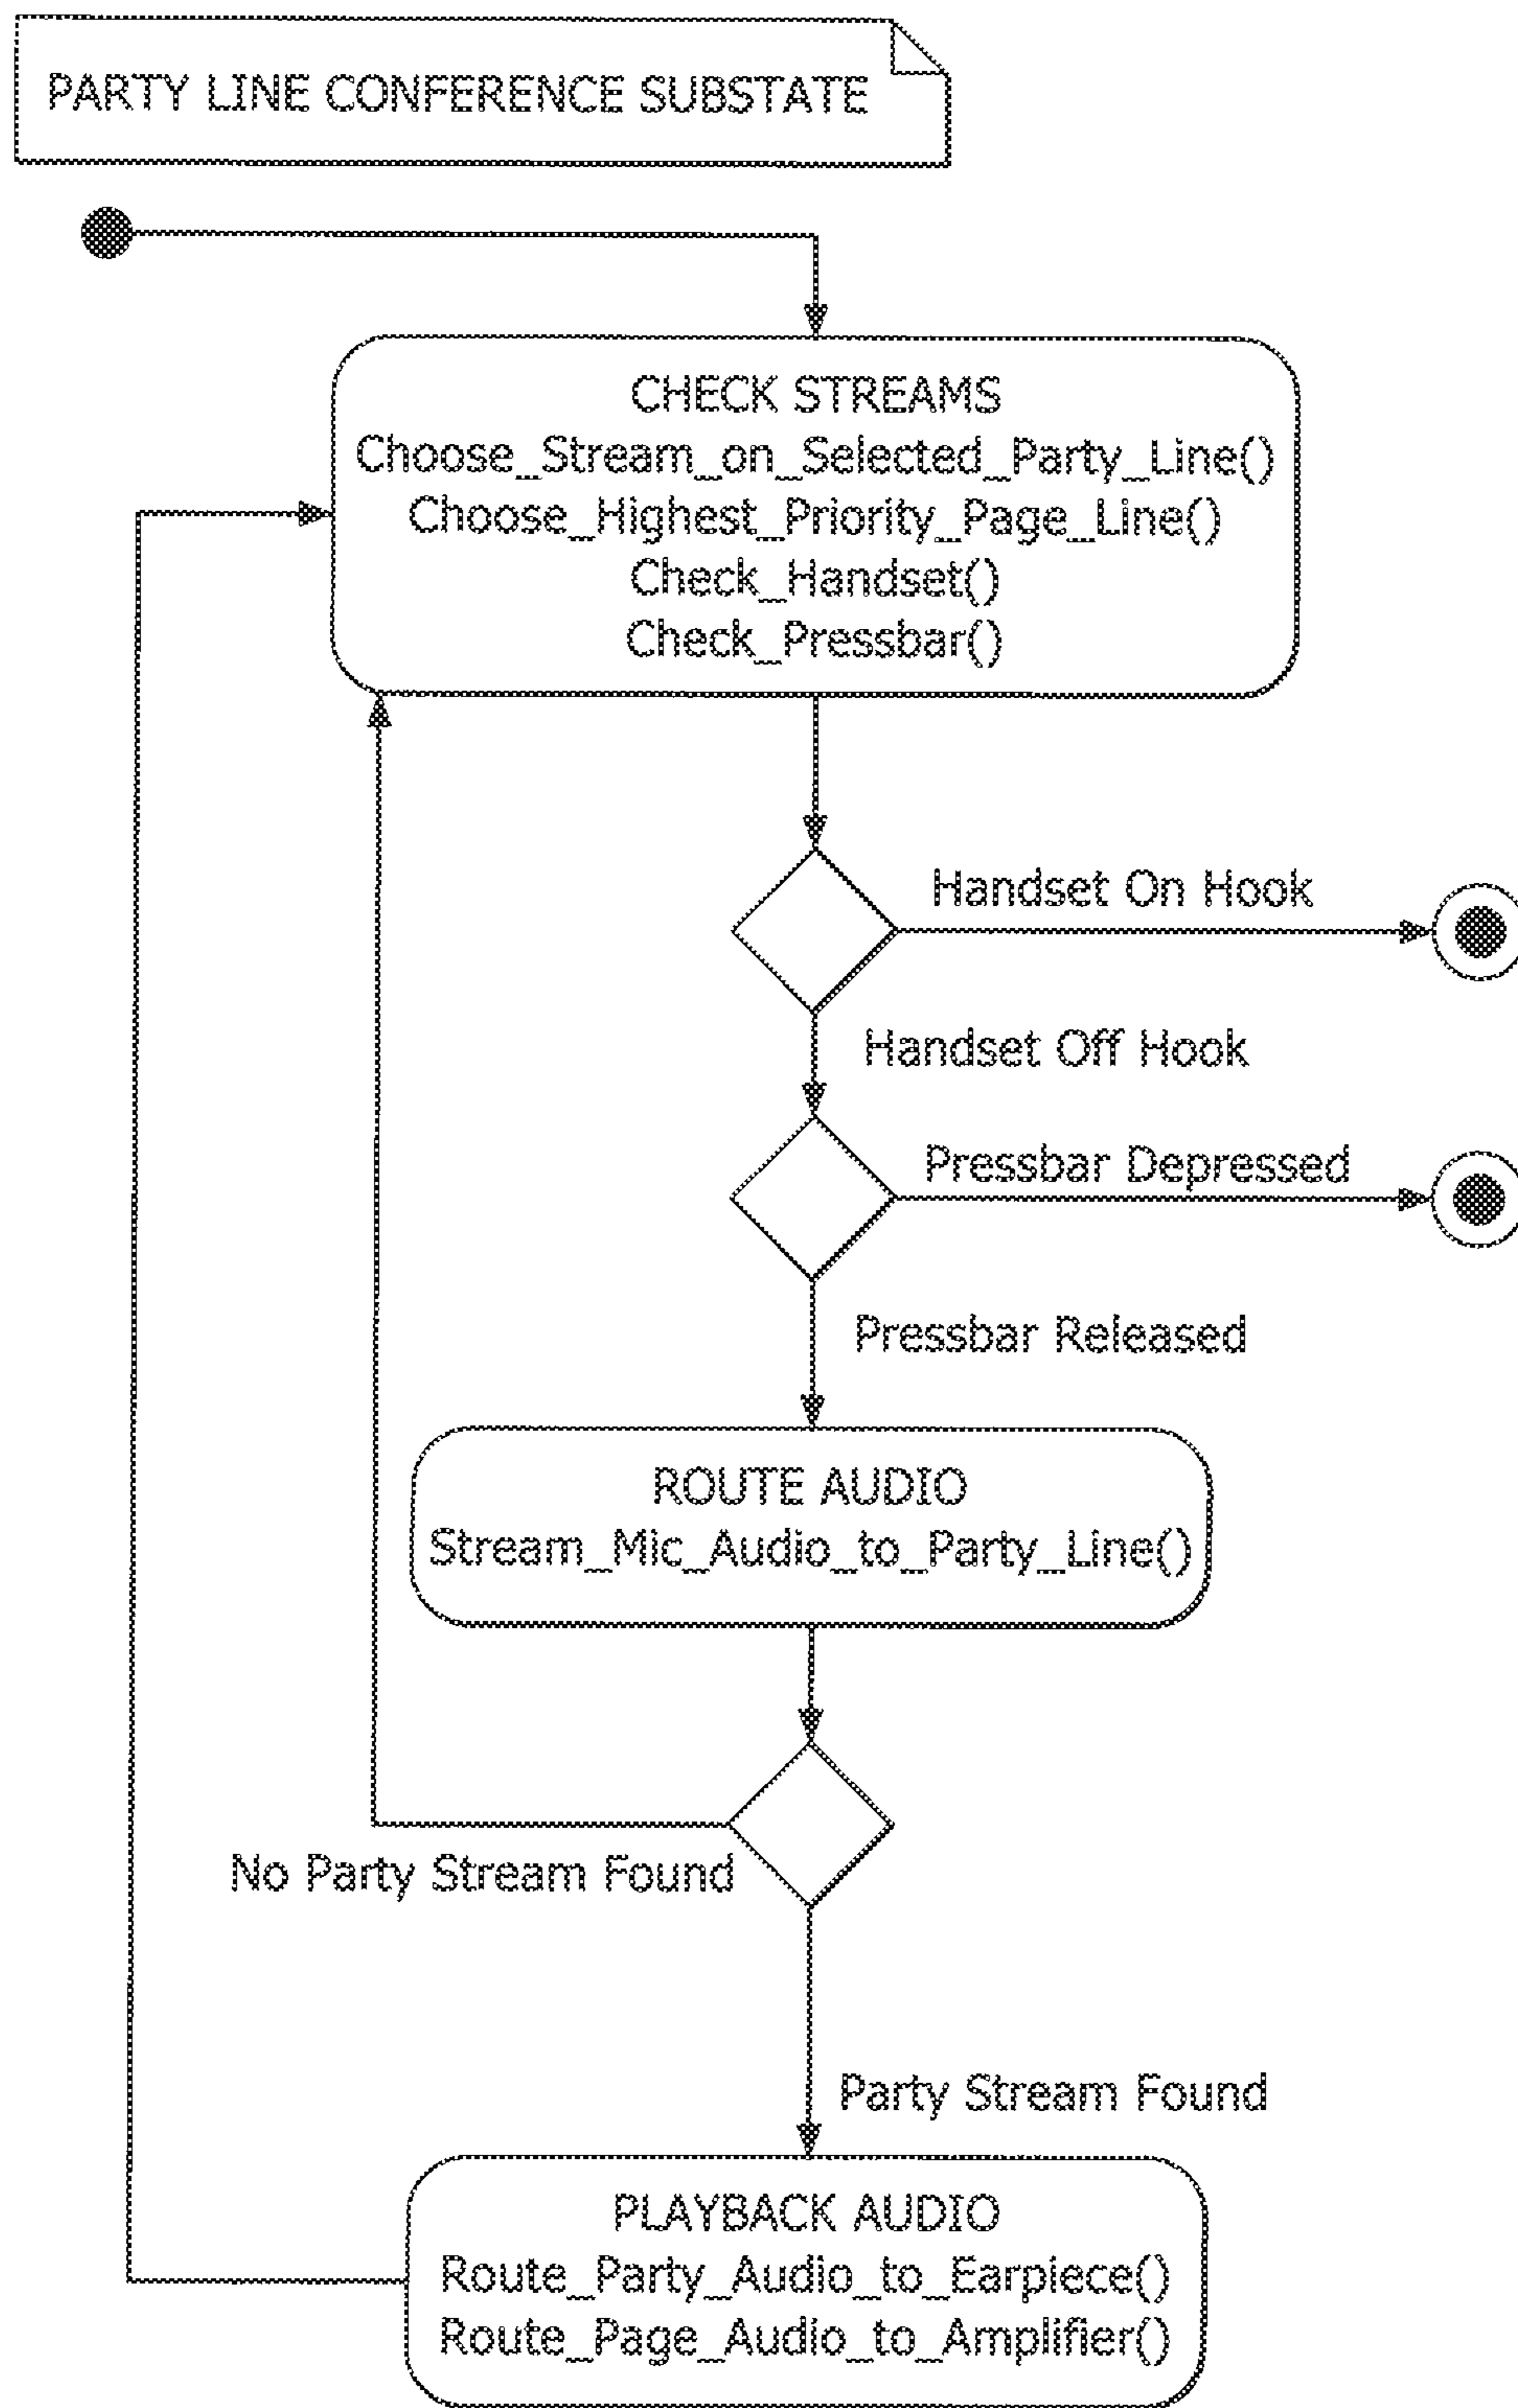 PARTY LINE CONFERENCE SUBSTATE
CHECK STREAMS
Choose_Stream_on_Selected_Party_Line()
Choose_Highest_Priority_Page_Line()
Check_Handset()
Check_Pressbar()
Handset On Hook
Handset Off Hook
Pressbar Depressed
Pressbar Released
ROUTE AUDIO
Stream_Mic_Audio_to_Party_Line()
No Party Stream Found
Party Stream Found
PLAYBACK AUDIO
Route_Party_Audio_to_Earpiece()
Route_Page_Audio_to_Amplifier()